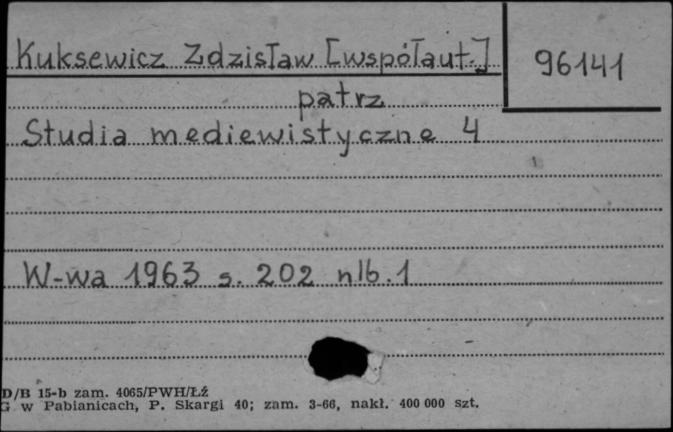 Kuksewicz Zdzisław [współaut.]
96141
patrz
Studia mediewistyczne 4
W-wa 1963 s. 202 nlb. 1
D/B 15-b zam. 4065/PWH/ŁŹ
G w Pabianicach, P. Skargi 40; zam. 3-66, nakł. 400 000 szt.